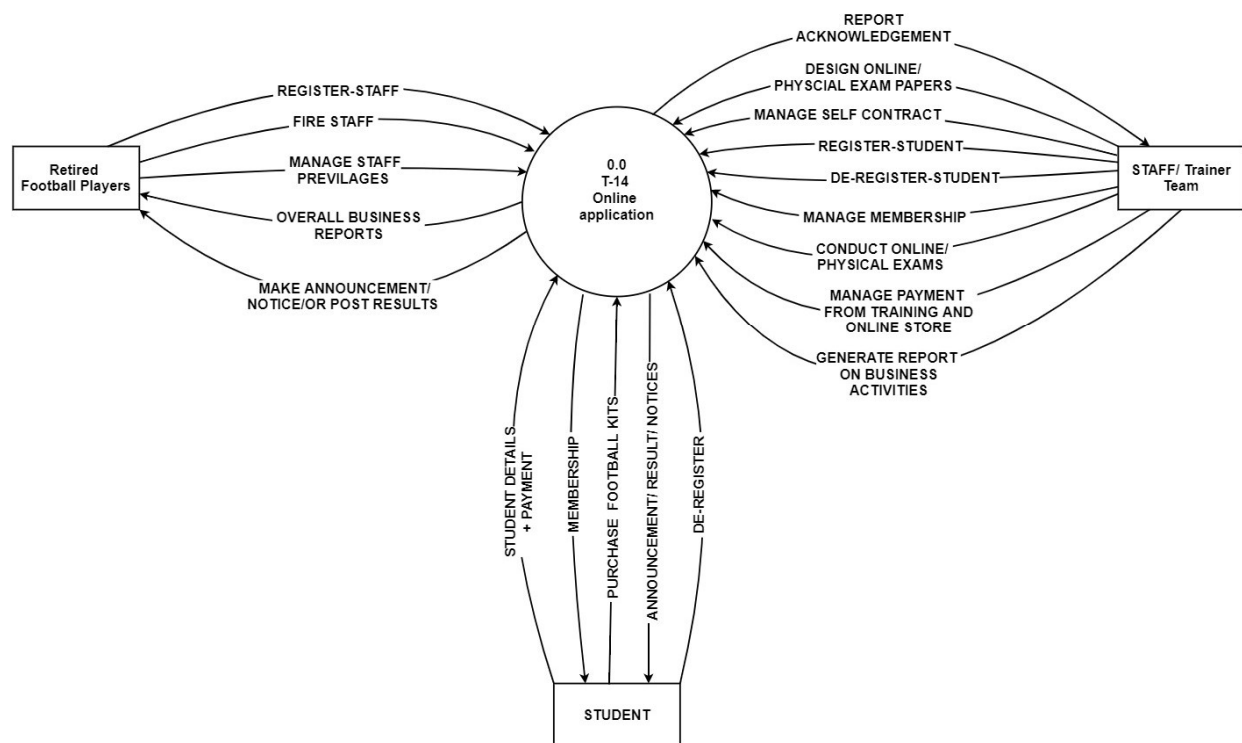 REPORT
ACKNOWLEDGEMENT
DESIGN ONLINE/
PHYSCIAL EXAM PAPERS
MANAGE SELF CONTRACT
REGISTER-STUDENT
DE-REGISTER-STUDENT
MANAGE MEMBERSHIP
CONDUCT ONLINE/
PHYSICAL EXAMS
MANAGE PAYMENT
FROM TRAINING AND
ONLINE STORE
GENERATE REPORT
ON BUSINESS
ACTIVITIES
REGISTER-STAFF
FIRE STAFF
MANAGE STAFF
PREVILAGES
OVERALL BUSINESS
REPORTS
MAKE ANNOUNCEMENT/
NOTICE/OR POST RESULTS
Retired
Football Players
0.0
T-14
Online
application
STAFF/ Trainer
Team
STUDENT DETAILS
+ PAYMENT
MEMBERSHIP
PURCHASE FOOTBALL KITS
ANNOUNCEMENT/ RESULT/ NOTICES
DE-REGISTER
STUDENT